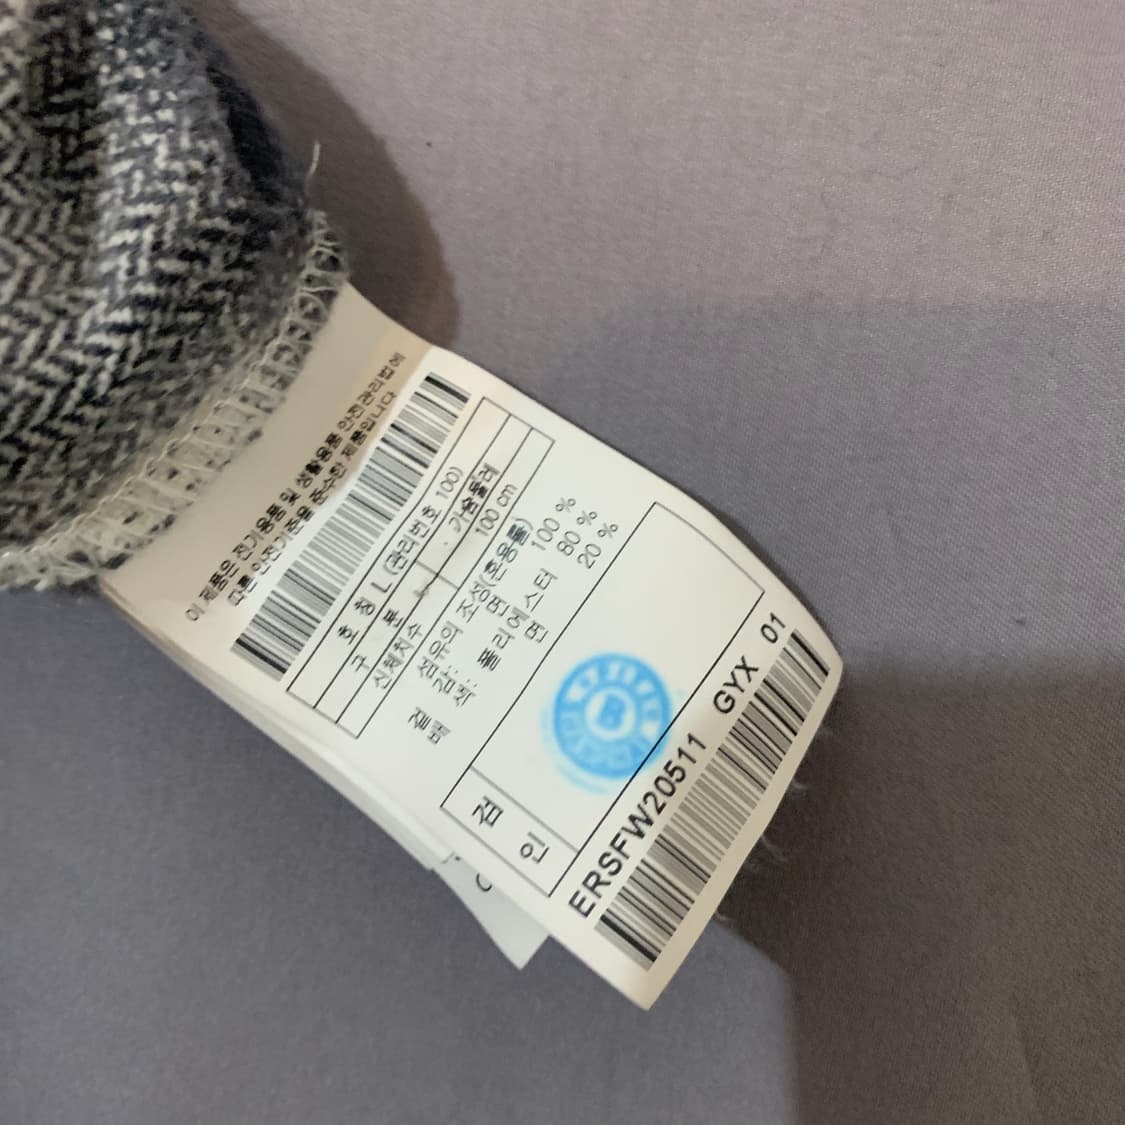 이 제품은 전기용품 및 생활용품 안전관리법에
따른 안전기준을 준수한 제품입니다
호 칭 L (관리번호 100)
구 분 가슴둘레
신체치수 100 cm
섬유의 조성(혼용률)
겉 감: 면 100 %
배 색: 폴리에스터 80 %
면 20 %
검
인
B
ERSFW20511 GYX 01